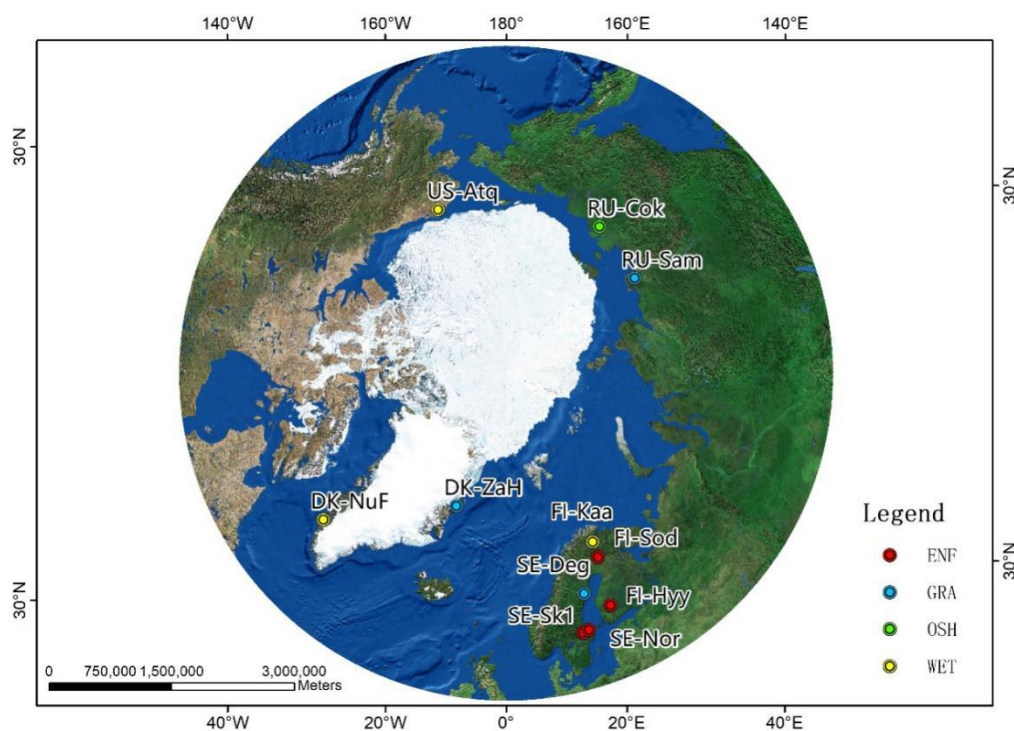 140°W 160°W 180° 160°E 140°E
30°N
30°N
US-Atq
RU-Cok
RU-Sam
DK-NuF
DK-ZaH
FI-Kaa
FI-Sod
SE-Deg
FI-Hyy
SE-Sk1
SE-Nor
Legend
ENF
GRA
OSH
WET
30°N
30°N
0 750,000 1,500,000 3,000,000
Meters
40°W 20°W 0° 20°E 40°E